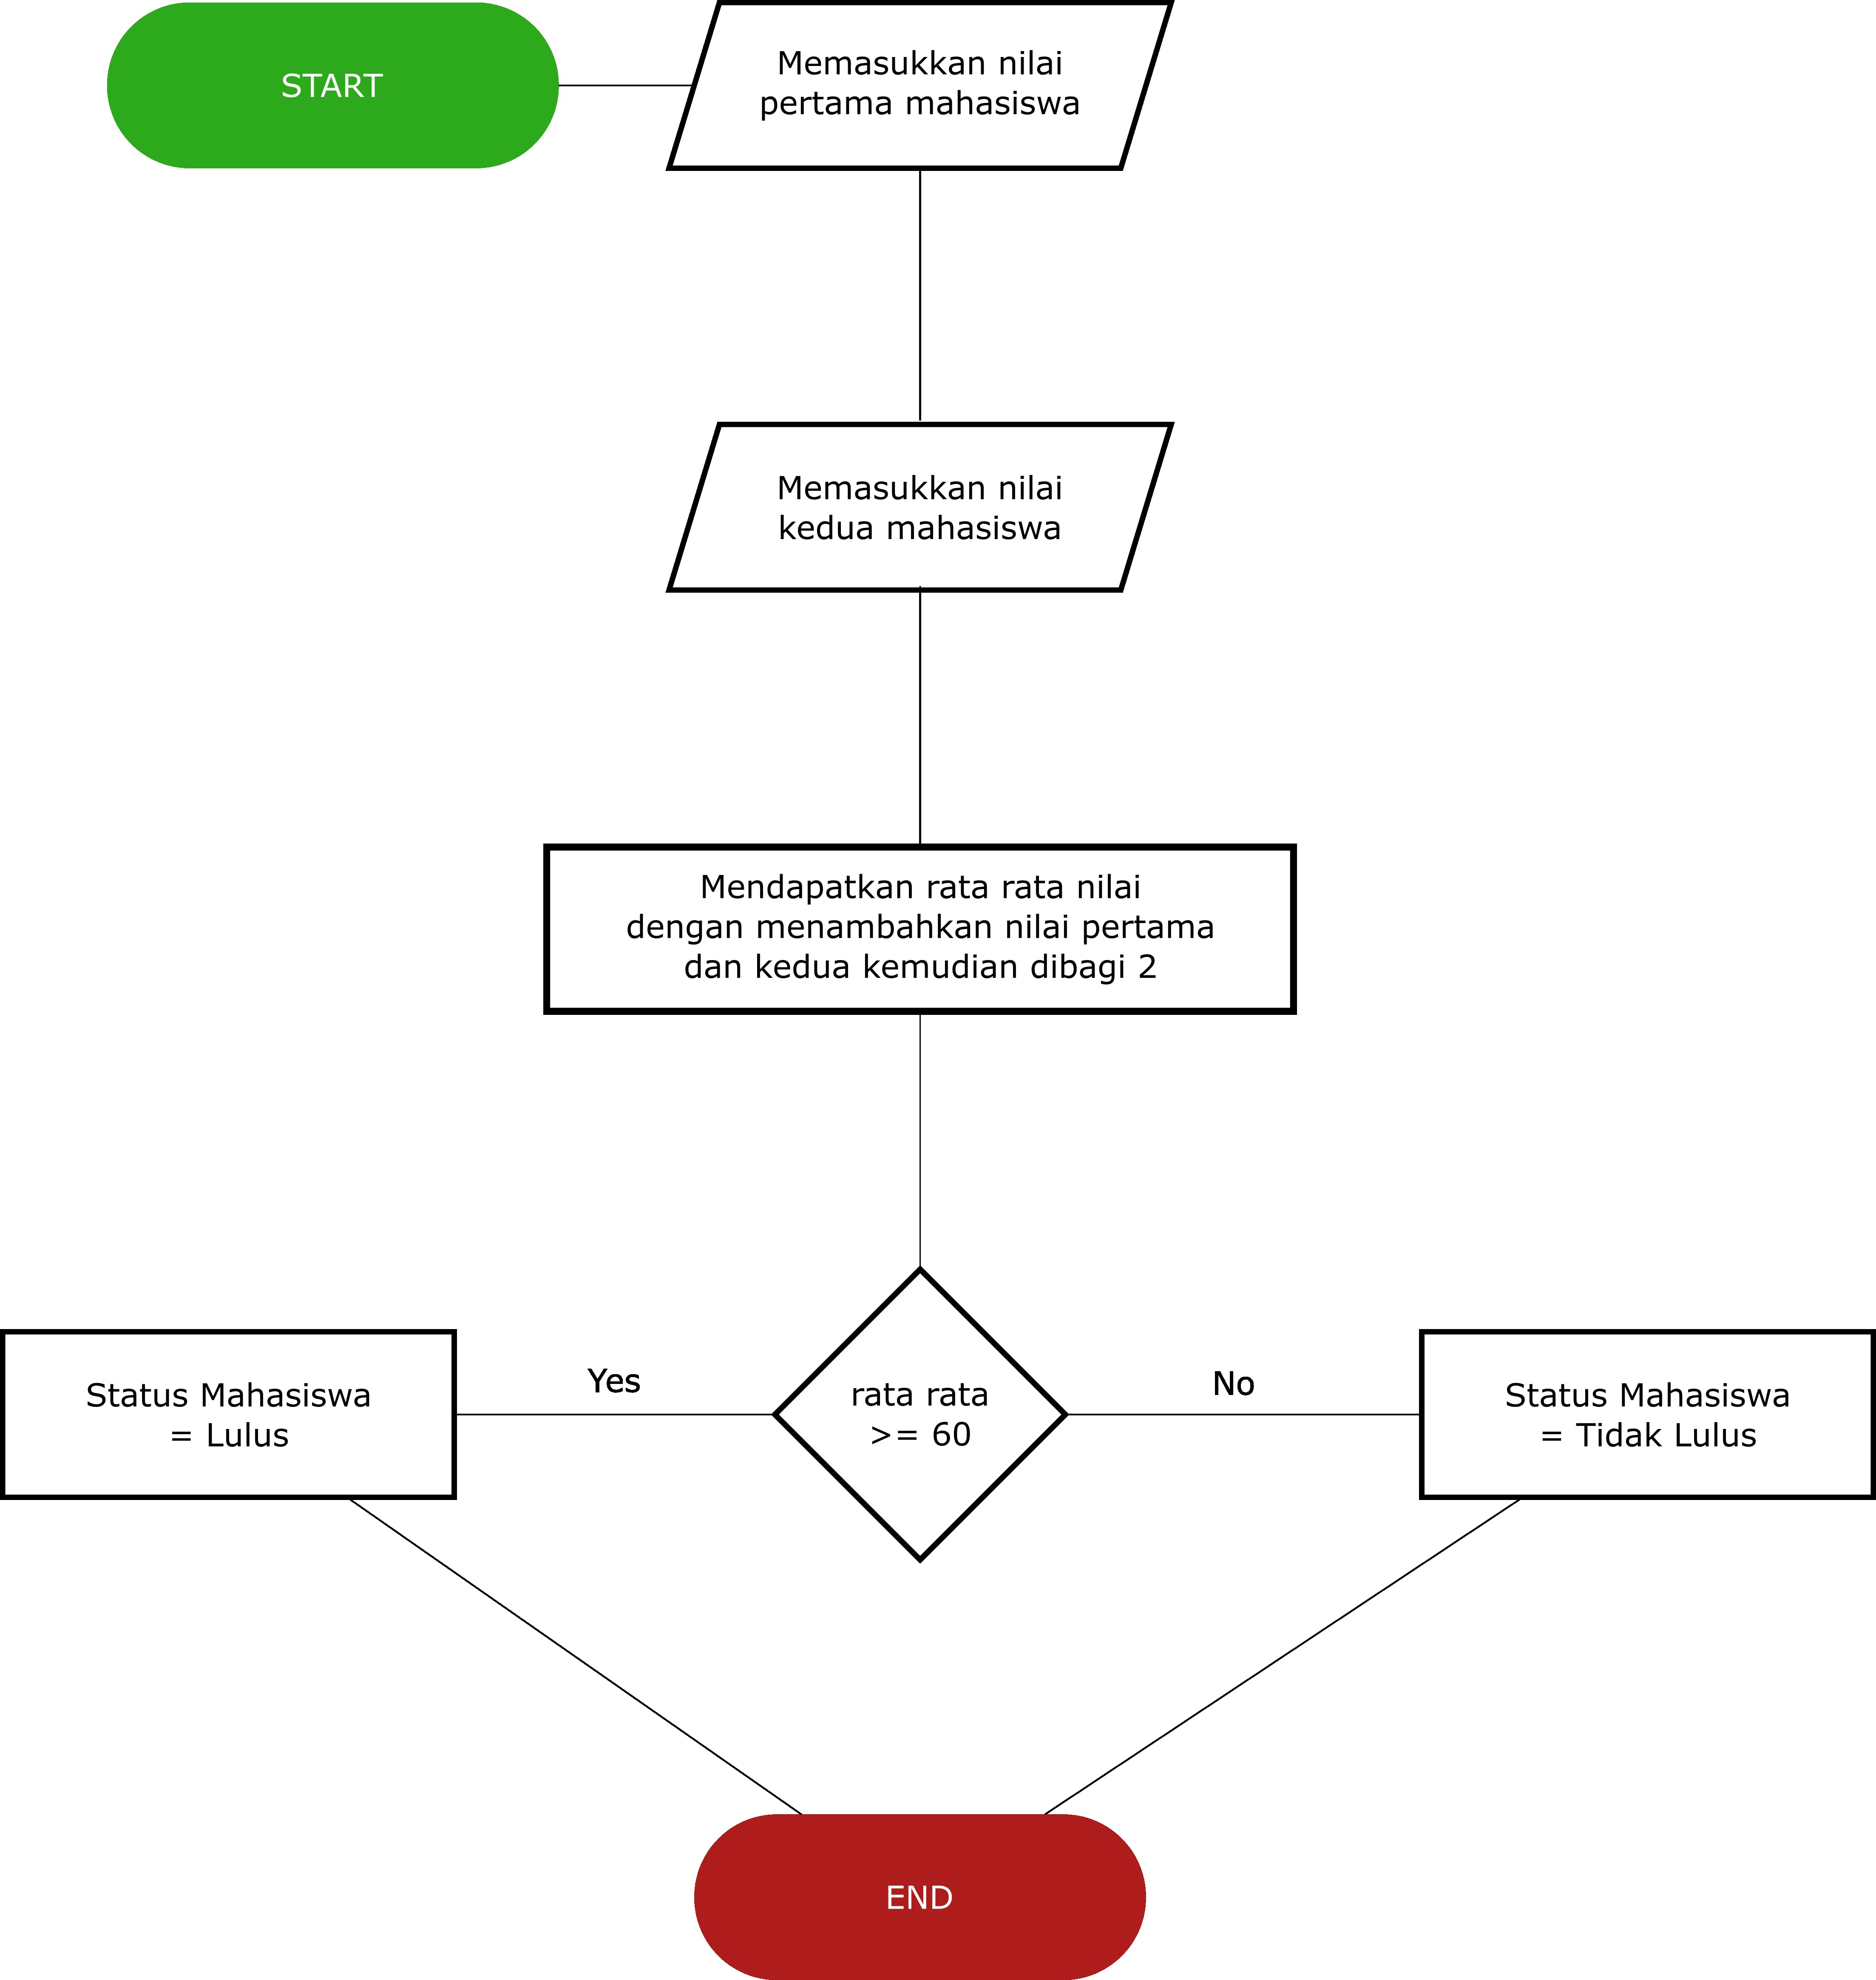 START
Memasukkan nilai
pertama mahasiswa
Memasukkan nilai
kedua mahasiswa
Mendapatkan rata rata nilai
dengan menambahkan nilai pertama
dan kedua kemudian dibagi 2
rata rata
>= 60
Yes
No
Status Mahasiswa
= Lulus
Status Mahasiswa
= Tidak Lulus
END